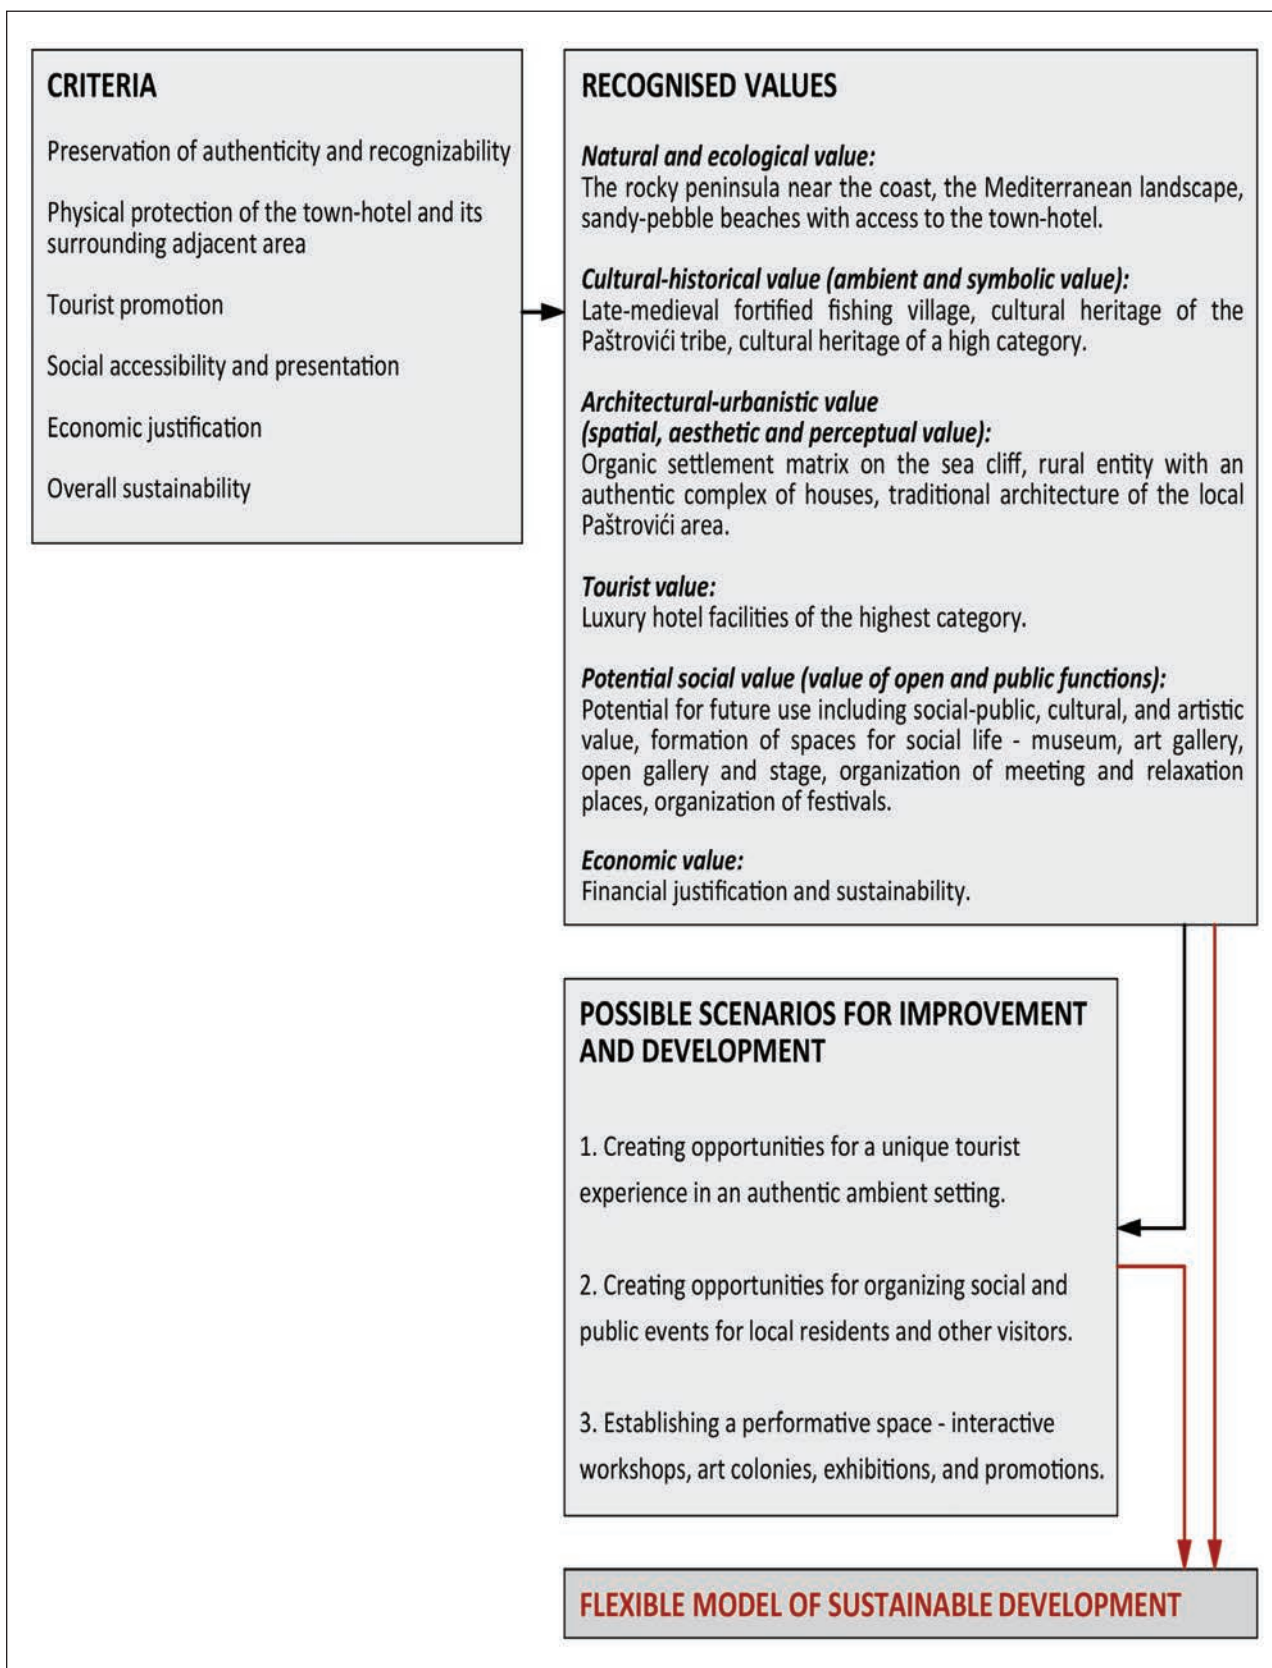 CRITERIA
Preservation of authenticity and recognizability
Physical protection of the town-hotel and its
surrounding adjacent area
Tourist promotion
Social accessibility and presentation
Economic justification
Overall sustainability
RECOGNISED VALUES
Natural and ecological value:
The rocky peninsula near the coast, the Mediterranean landscape,
sandy-pebble beaches with access to the town-hotel.
Cultural-historical value (ambient and symbolic value):
Late-medieval fortified fishing village, cultural heritage of the
Paštrovići tribe, cultural heritage of a high category.
Architectural-urbanistic value
(spatial, aesthetic and perceptual value):
Organic settlement matrix on the sea cliff, rural entity with an
authentic complex of houses, traditional architecture of the local
Paštrovići area.
Tourist value:
Luxury hotel facilities of the highest category.
Potential social value (value of open and public functions):
Potential for future use including social-public, cultural, and artistic
value, formation of spaces for social life - museum, art gallery,
open gallery and stage, organization of meeting and relaxation
places, organization of festivals.
Economic value:
Financial justification and sustainability.
POSSIBLE SCENARIOS FOR IMPROVEMENT
AND DEVELOPMENT
1. Creating opportunities for a unique tourist
experience in an authentic ambient setting.
2. Creating opportunities for organizing social and
public events for local residents and other visitors.
3. Establishing a performative space - interactive
workshops, art colonies, exhibitions, and promotions.
FLEXIBLE MODEL OF SUSTAINABLE DEVELOPMENT